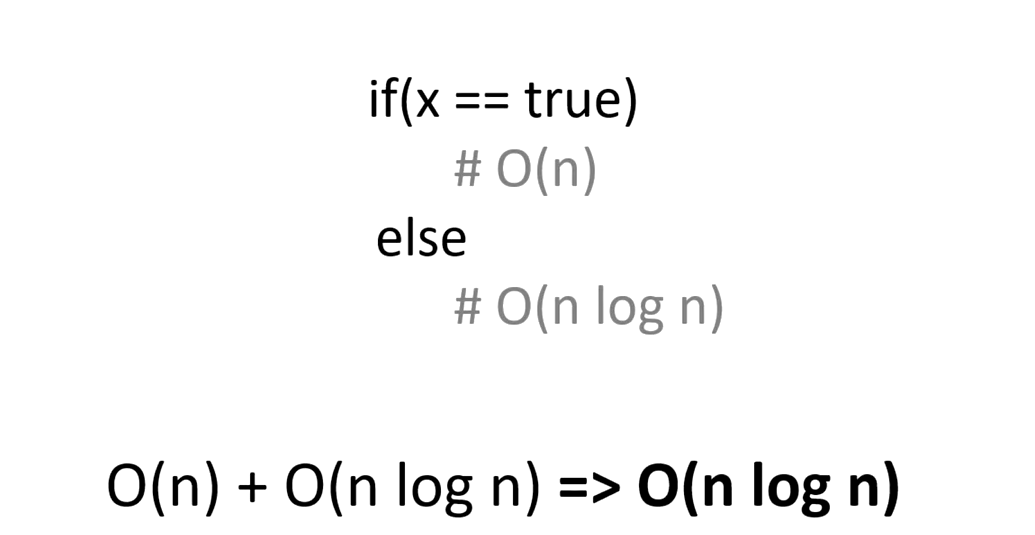 if(x == true)
# O(n)
else
# O(n log n)
O(n) + O(n log n) => O(n log n)